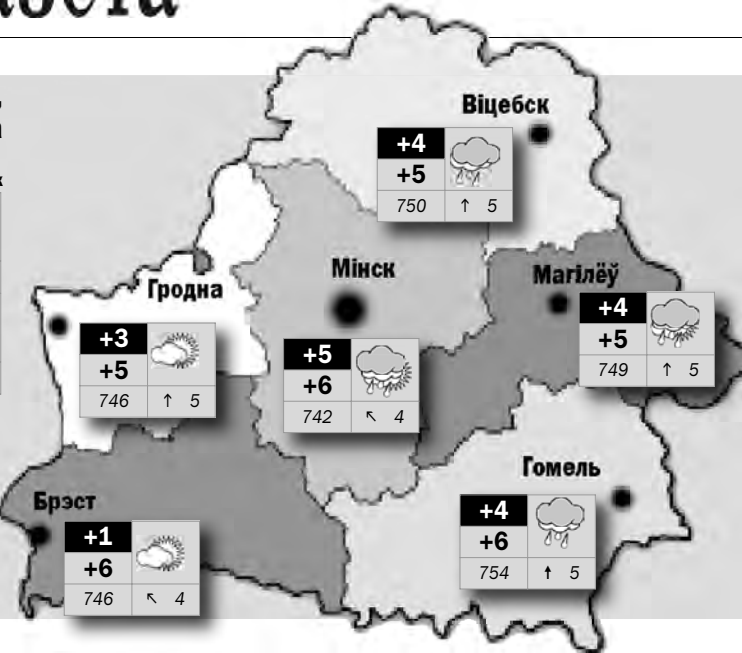 Віцебск
+4
+5
750 ↑ 5
Мінск
+5
+6
742 ↖ 4
Магілёў
+4
+5
749 ↑ 5
Гродна
+3
+5
746 ↑ 5
Гомель
+4
+6
754 ↑ 5
Брэст
+1
+6
746 ↖ 4